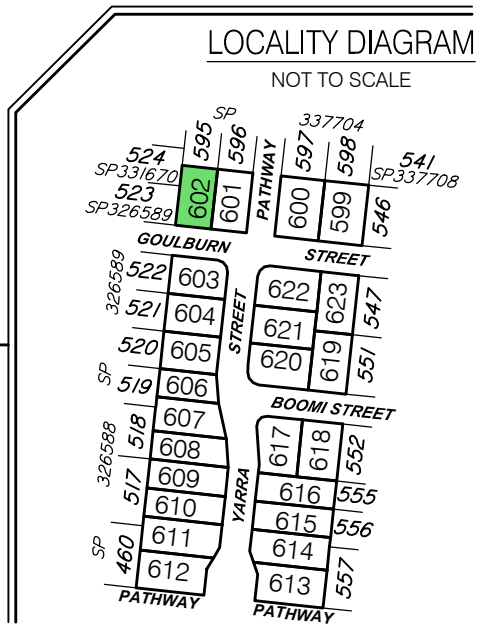 LOCALITY DIAGRAM
NOT TO SCALE
SP 337704
595 596 PATHWAY 597 598
524
SP331670
541
SP337708
523
SP326589
602 601 600 599 546
GOULBURN STREET
326589
522 603 622 623 547
521 604 STREET 621
520 605 620 619 551
SP
519 606
BOOMI STREET
518 607 617 618 552
326588
608
517 609 YARRA 616 555
610 615 556
SP
460 611 614 557
612 613
PATHWAY PATHWAY